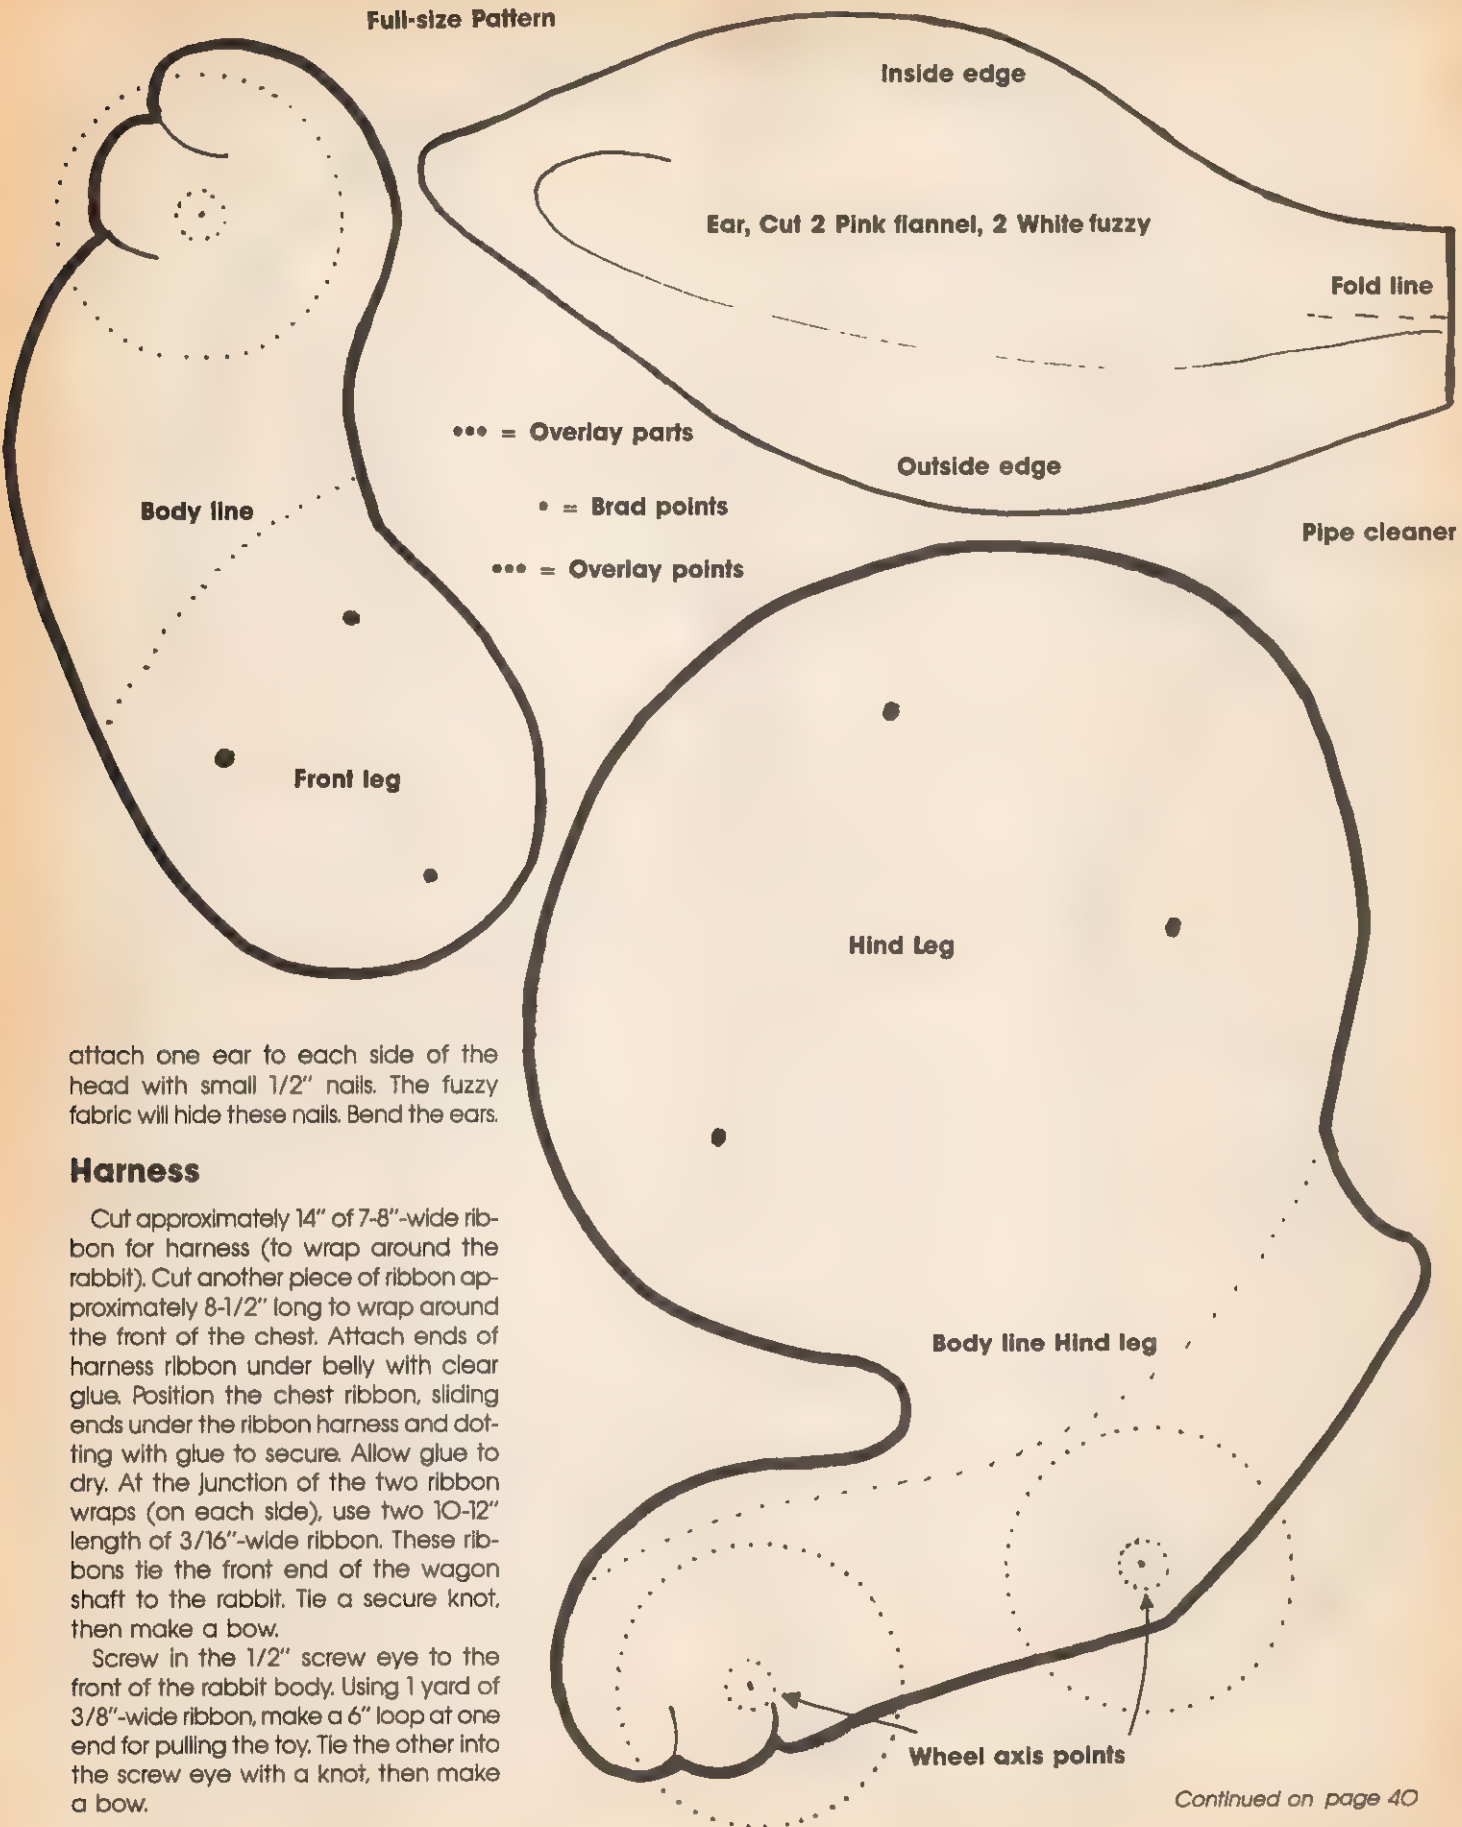 Full-size Pattern
Inside edge
Ear, Cut 2 Pink flannel, 2 White fuzzy
Fold line
••• = Overlay parts
Outside edge
Body line
• = Brad points
Pipe cleaner
••• = Overlay points
Front leg
Hind Leg
attach one ear to each side of the
head with small 1/2" nails. The fuzzy
fabric will hide these nails. Bend the ears.
Harness
Cut approximately 14" of 7-8"-wide rib-
bon for harness (to wrap around the
rabbit). Cut another piece of ribbon ap-
proximately 8-1/2" long to wrap around
the front of the chest. Attach ends of
harness ribbon under belly with clear
glue. Position the chest ribbon, sliding
ends under the ribbon harness and dot-
ting with glue to secure. Allow glue to
dry. At the junction of the two ribbon
wraps (on each side), use two 10-12"
length of 3/16"-wide ribbon. These rib-
bons tie the front end of the wagon
shaft to the rabbit. Tie a secure knot,
then make a bow.
Screw in the 1/2" screw eye to the
front of the rabbit body. Using 1 yard of
3/8"-wide ribbon, make a 6" loop at one
end for pulling the toy. Tie the other into
the screw eye with a knot, then make
a bow.
Body line Hind leg
Wheel axis points
Continued on page 40